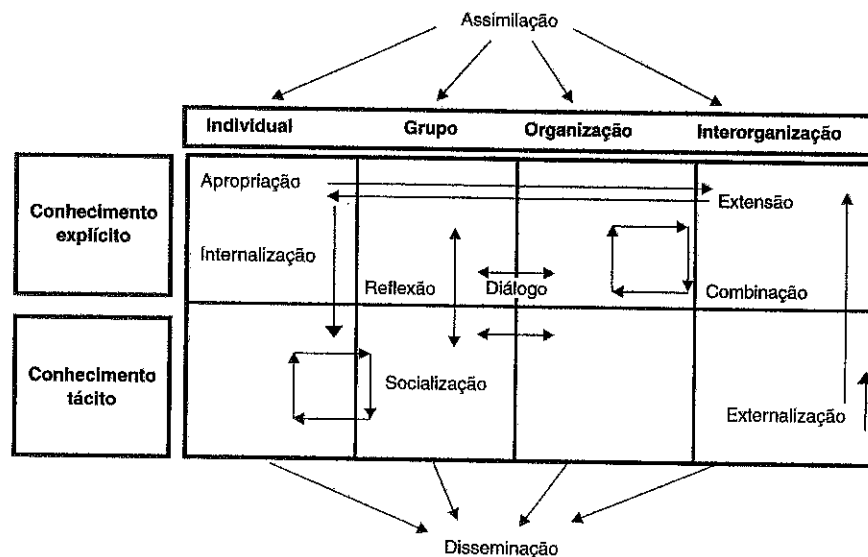 Assimilação
Individual Grupo Organização Interorganização
Conhecimento
explícito
Apropriação
Extensão
Internalização
Reflexão Diálogo Combinação
Conhecimento
tácito
Socialização
Externalização
Disseminação